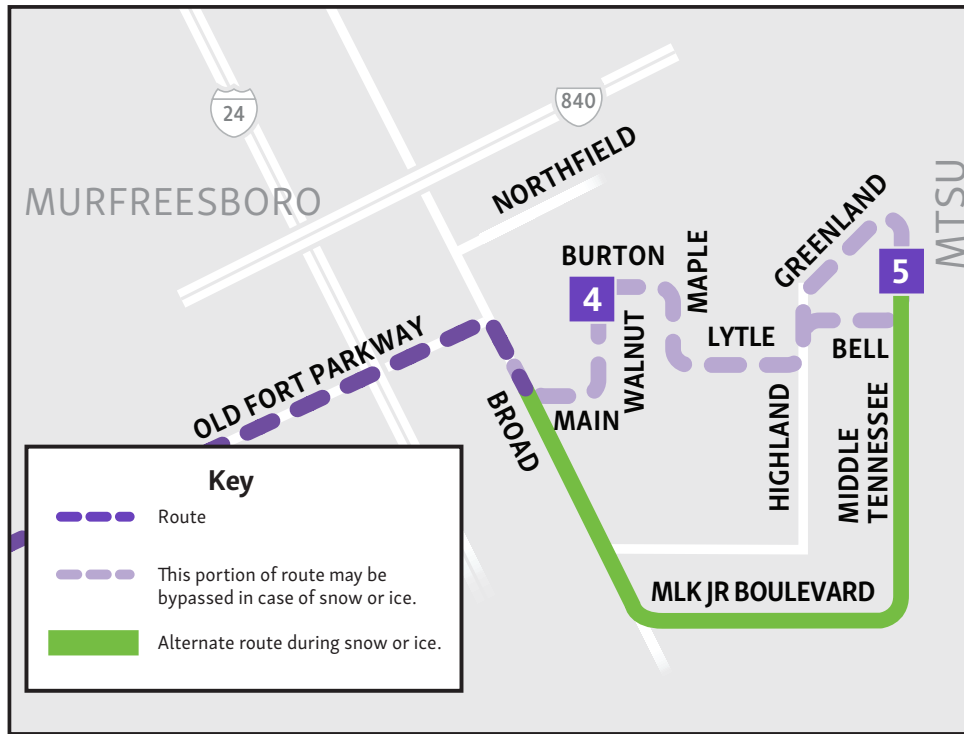 24
840
NORTHFIELD
MURFREESBORO
MTSU
GREENLAND
BURTON
MAPLE
4
5
WALNUT
LYTLE
BELL
OLD FORT PARKWAY
MAIN
BROAD
HIGHLAND
MIDDLE
TENNESSEE
MLK JR BOULEVARD
Key
Route
This portion of route may be
bypassed in case of snow or ice.
Alternate route during snow or ice.